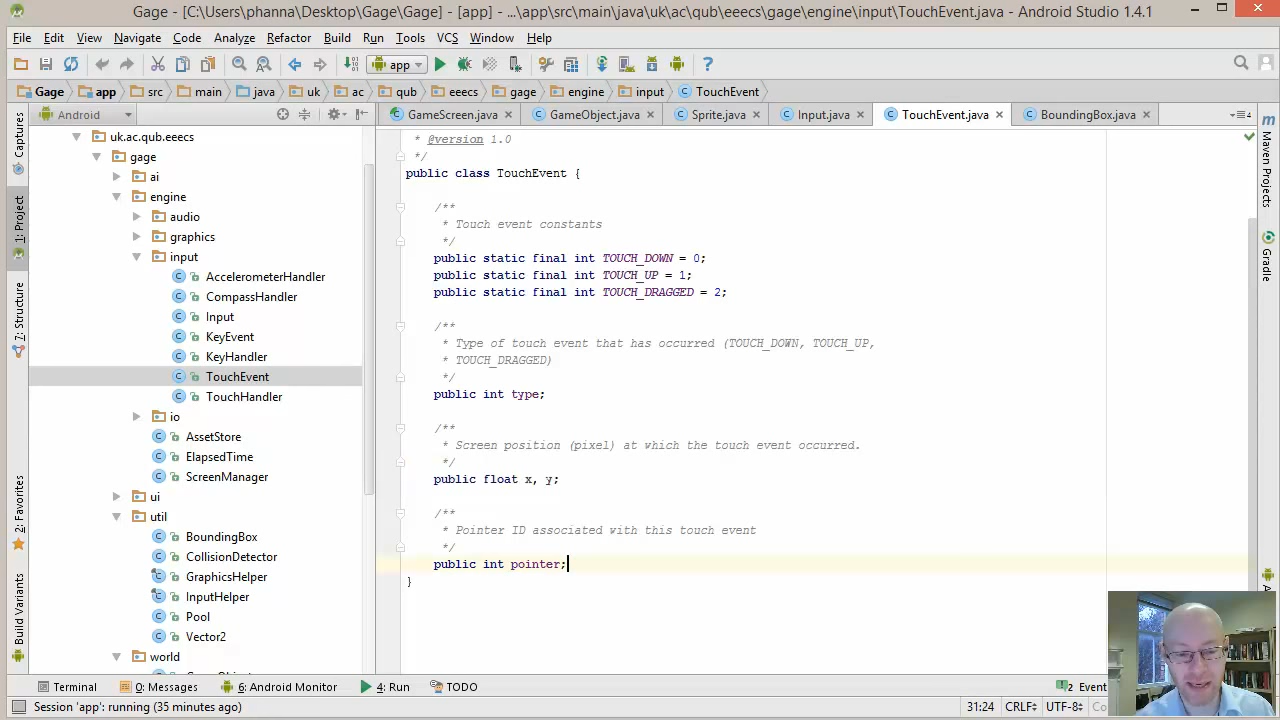 Gage - [C:\Users\phanna\Desktop\Gage\Gage] - [app] - ...\app\src\main\java\uk\ac\qub\eeecs\gage\engine\input\TouchEvent.java - Android Studio 1.4.1
File Edit View Navigate Code Analyze Refactor Build Run Tools VCS Window Help
app
Gage app src main java uk ac qub eeecs gage engine input TouchEvent
Android
GameScreen.java GameObject.java Sprite.java Input.java TouchEvent.java BoundingBox.java
Captures
1: Project
7: Structure
2: Favorites
Build Variants
uk.ac.qub.eeecs
gage
ai
engine
audio
graphics
input
AccelerometerHandler
CompassHandler
Input
KeyEvent
KeyHandler
TouchEvent
TouchHandler
io
AssetStore
ElapsedTime
ScreenManager
ui
util
BoundingBox
CollisionDetector
GraphicsHelper
InputHelper
Pool
Vector2
world
* @version 1.0
*/
public class TouchEvent {
/**
* Touch event constants
*/
public static final int TOUCH_DOWN = 0;
public static final int TOUCH_UP = 1;
public static final int TOUCH_DRAGGED = 2;
/**
* Type of touch event that has occurred (TOUCH_DOWN, TOUCH_UP,
* TOUCH_DRAGGED)
*/
public int type;
/**
* Screen position (pixel) at which the touch event occurred.
*/
public float x, y;
/**
* Pointer ID associated with this touch event
*/
public int pointer;
}
Maven Projects
Gradle
Terminal 0: Messages 6: Android Monitor 4: Run TODO 2 Event
Session 'app': running (35 minutes ago) 31:24 CRLF UTF-8